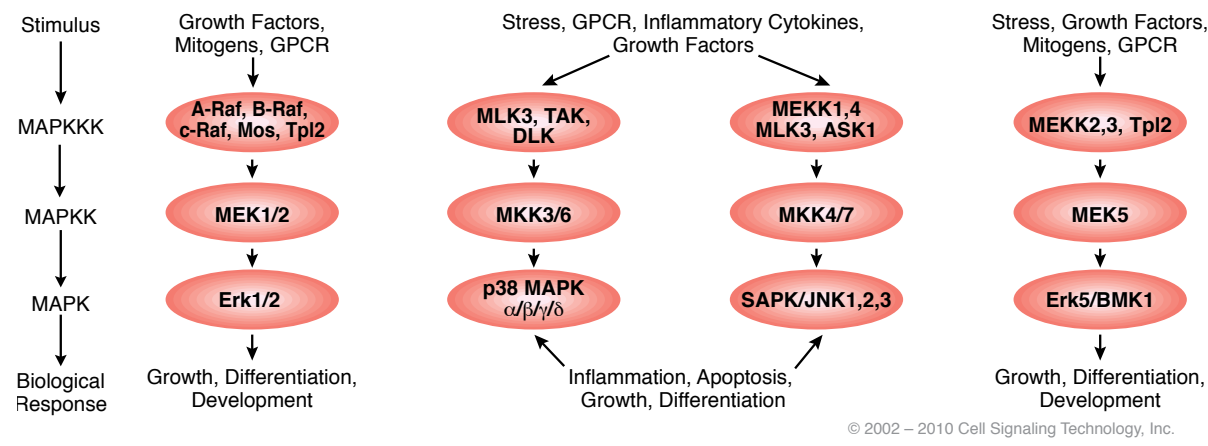 Stimulus
MAPKKK
MAPKK
MAPK
Biological
Response
Growth Factors,
Mitogens, GPCR
A-Raf, B-Raf,
c-Raf, Mos, Tpl2
MEK1/2
Erk1/2
Growth, Differentiation,
Development
Stress, GPCR, Inflammatory Cytokines,
Growth Factors
MLK3, TAK,
DLK
MKK3/6
p38 MAPK
α/β/γ/δ
MEKK1,4
MLK3, ASK1
MKK4/7
SAPK/JNK1,2,3
Inflammation, Apoptosis,
Growth, Differentiation
Stress, Growth Factors,
Mitogens, GPCR
MEKK2,3, Tpl2
MEK5
Erk5/BMK1
Growth, Differentiation,
Development
© 2002 – 2010 Cell Signaling Technology, Inc.